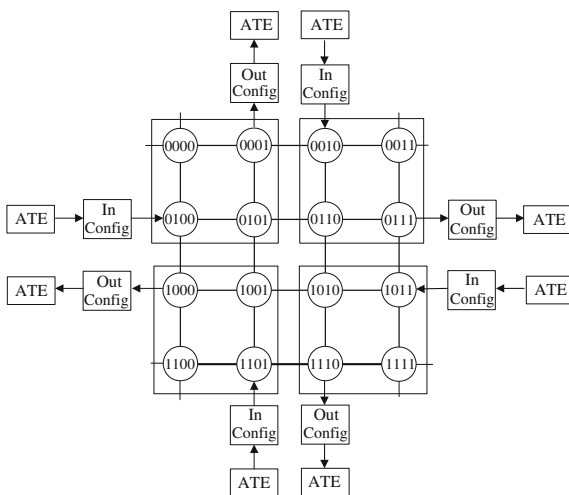 ATE
ATE
Out
Config
In
Config
0000
0001
0010
0011
ATE
In
Config
0100
0101
0110
0111
Out
Config
ATE
ATE
Out
Config
1000
1001
1010
1011
In
Config
ATE
1100
1101
1110
1111
In
Config
Out
Config
ATE
ATE